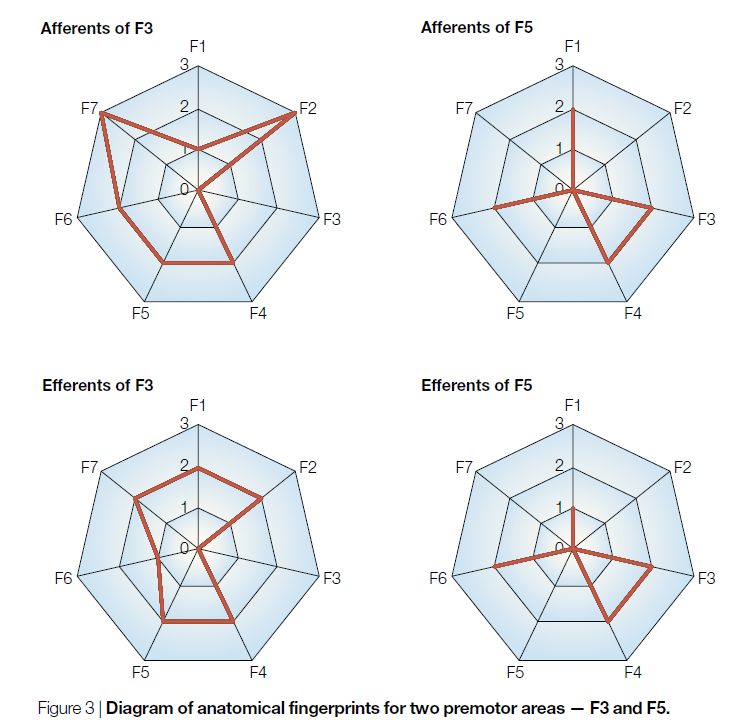 Afferents of F3
F1
3
F7
2
F2
1
0
F6
F3
F5
F4
Afferents of F5
F1
3
F7
2
F2
1
0
F6
F3
F5
F4
Efferents of F3
F1
3
F7
2
F2
1
0
F6
F3
F5
F4
Efferents of F5
F1
3
F7
2
F2
1
0
F6
F3
F5
F4
Figure 3 | Diagram of anatomical fingerprints for two premotor areas — F3 and F5.